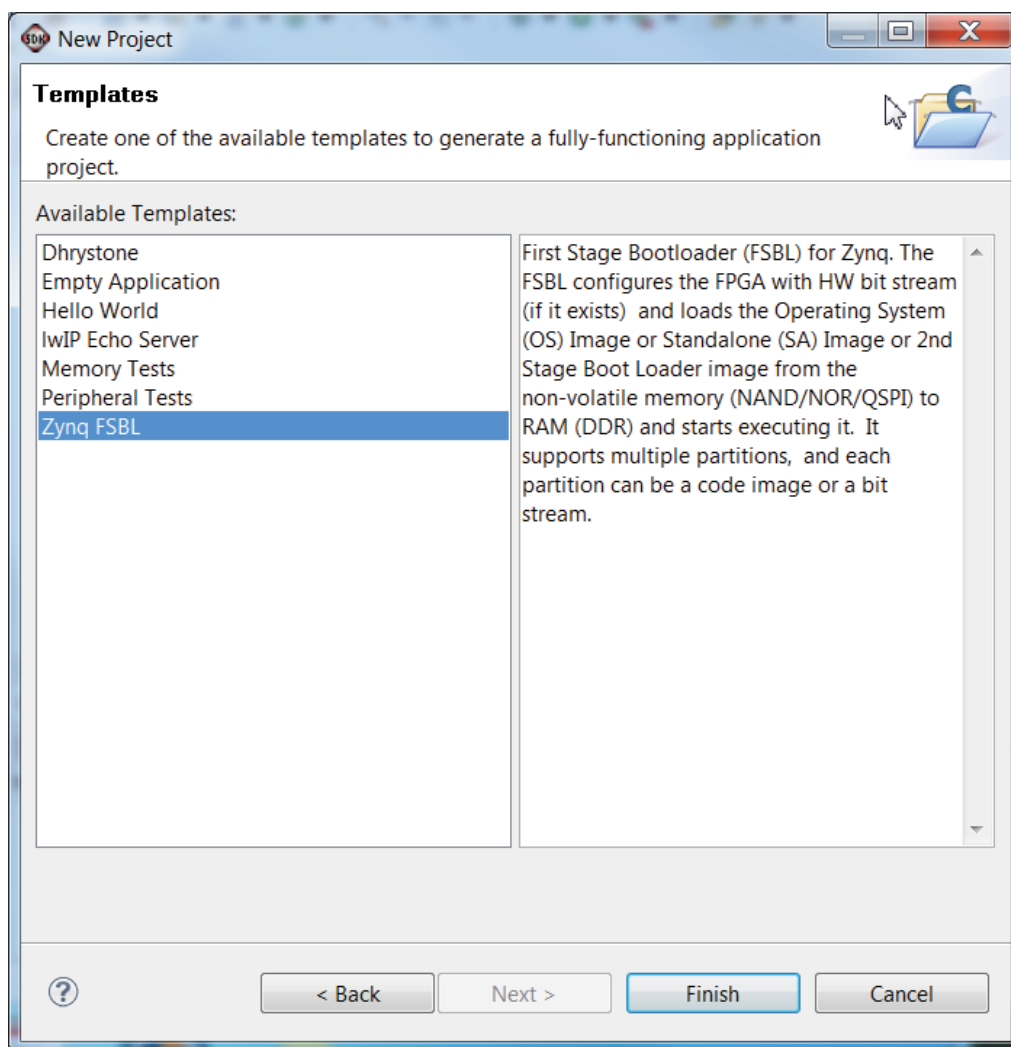 SDK New Project
Templates
Create one of the available templates to generate a fully-functioning application
project.
C
Available Templates:
Dhrystone
Empty Application
Hello World
lwIP Echo Server
Memory Tests
Peripheral Tests
Zynq FSBL
First Stage Bootloader (FSBL) for Zynq. The
FSBL configures the FPGA with HW bit stream
(if it exists)  and loads the Operating System
(OS) Image or Standalone (SA) Image or 2nd
Stage Boot Loader image from the
non-volatile memory (NAND/NOR/QSPI) to
RAM (DDR) and starts executing it.  It
supports multiple partitions,  and each
partition can be a code image or a bit
stream.
? < Back Next > Finish Cancel